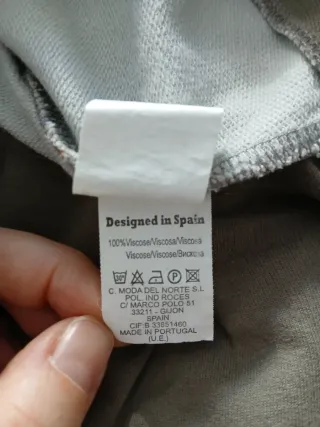 Designed in Spain
100%Viscose/Viscosa/Viscosa
Viscose/Viscose/Вискоза
C. MODA DEL NORTE S.L
POL. IND ROCES
C/ MARCO POLO 51
33211 - GIJON
SPAIN
CIF:B 33851460
MADE IN PORTUGAL
(U.E.)